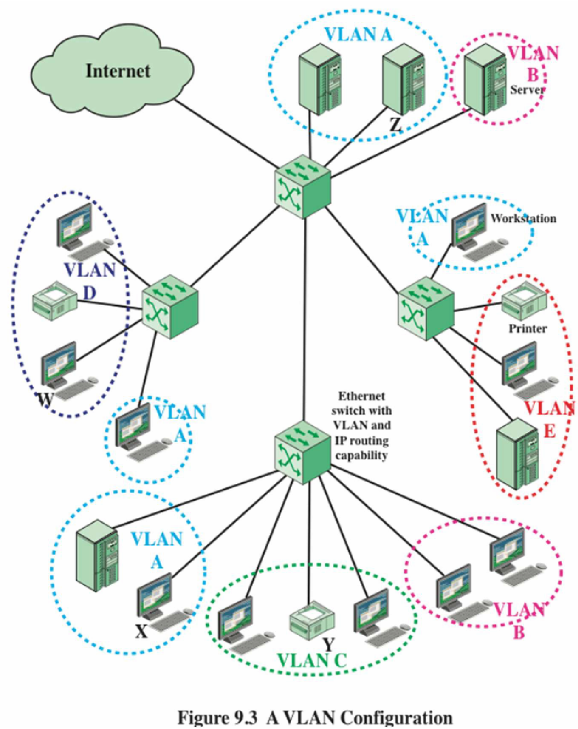 Internet
VLAN A
Z
VLAN
B
Server
VLAN
A
Workstation
VLAN
D
W
Printer
VLAN
E
VLAN
A
Ethernet
switch with
VLAN and
IP routing
capability
VLAN
A
X
Y
VLAN C
VLAN
B
Figure 9.3 A VLAN Configuration